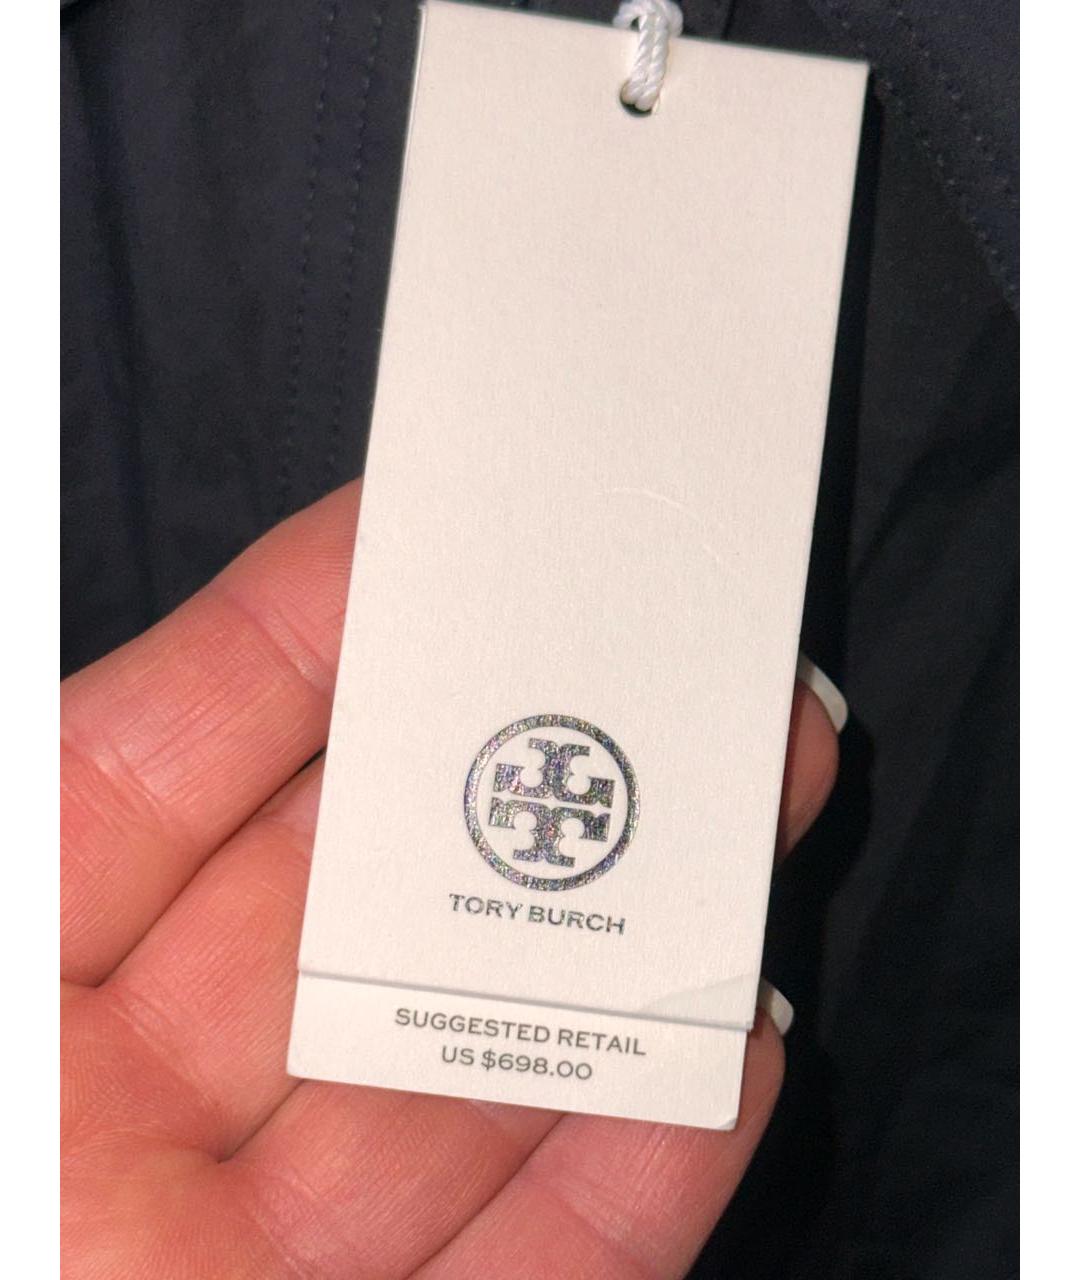 TORY BURCH
SUGGESTED RETAIL
US $698.00